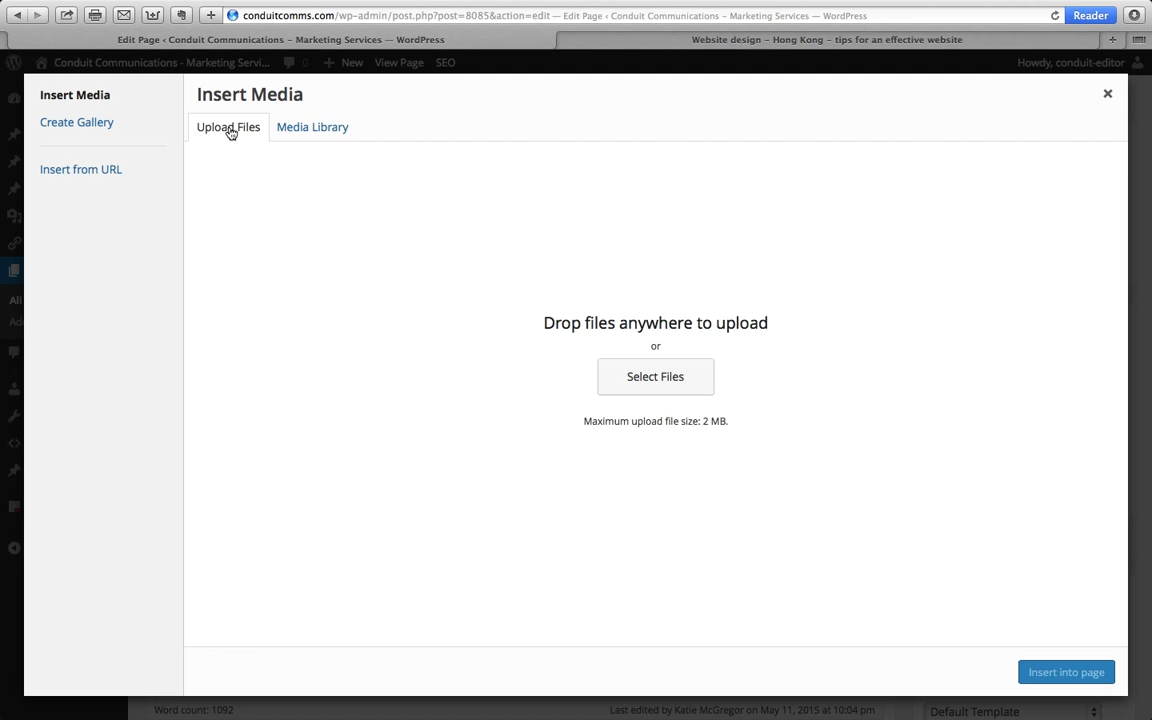 conduitcomms.com/wp-admin/post.php?post=8085&action=edit — Edit Page ‹ Conduit Communications – Marketing Services — WordPress
Reader
Edit Page ‹ Conduit Communications – Marketing Services — WordPress
Website design – Hong Kong – tips for an effective website
Conduit Communications - Marketing Servi...
0
New
View Page
SEO
Howdy, conduit-editor
Insert Media
Create Gallery
Insert from URL
Insert Media
Upload Files
Media Library
All
Drop files anywhere to upload
or
Select Files
Maximum upload file size: 2 MB.
Insert into page
Word count: 1092
Last edited by Katie McGregor on May 11, 2015 at 10:04 pm
Default Template